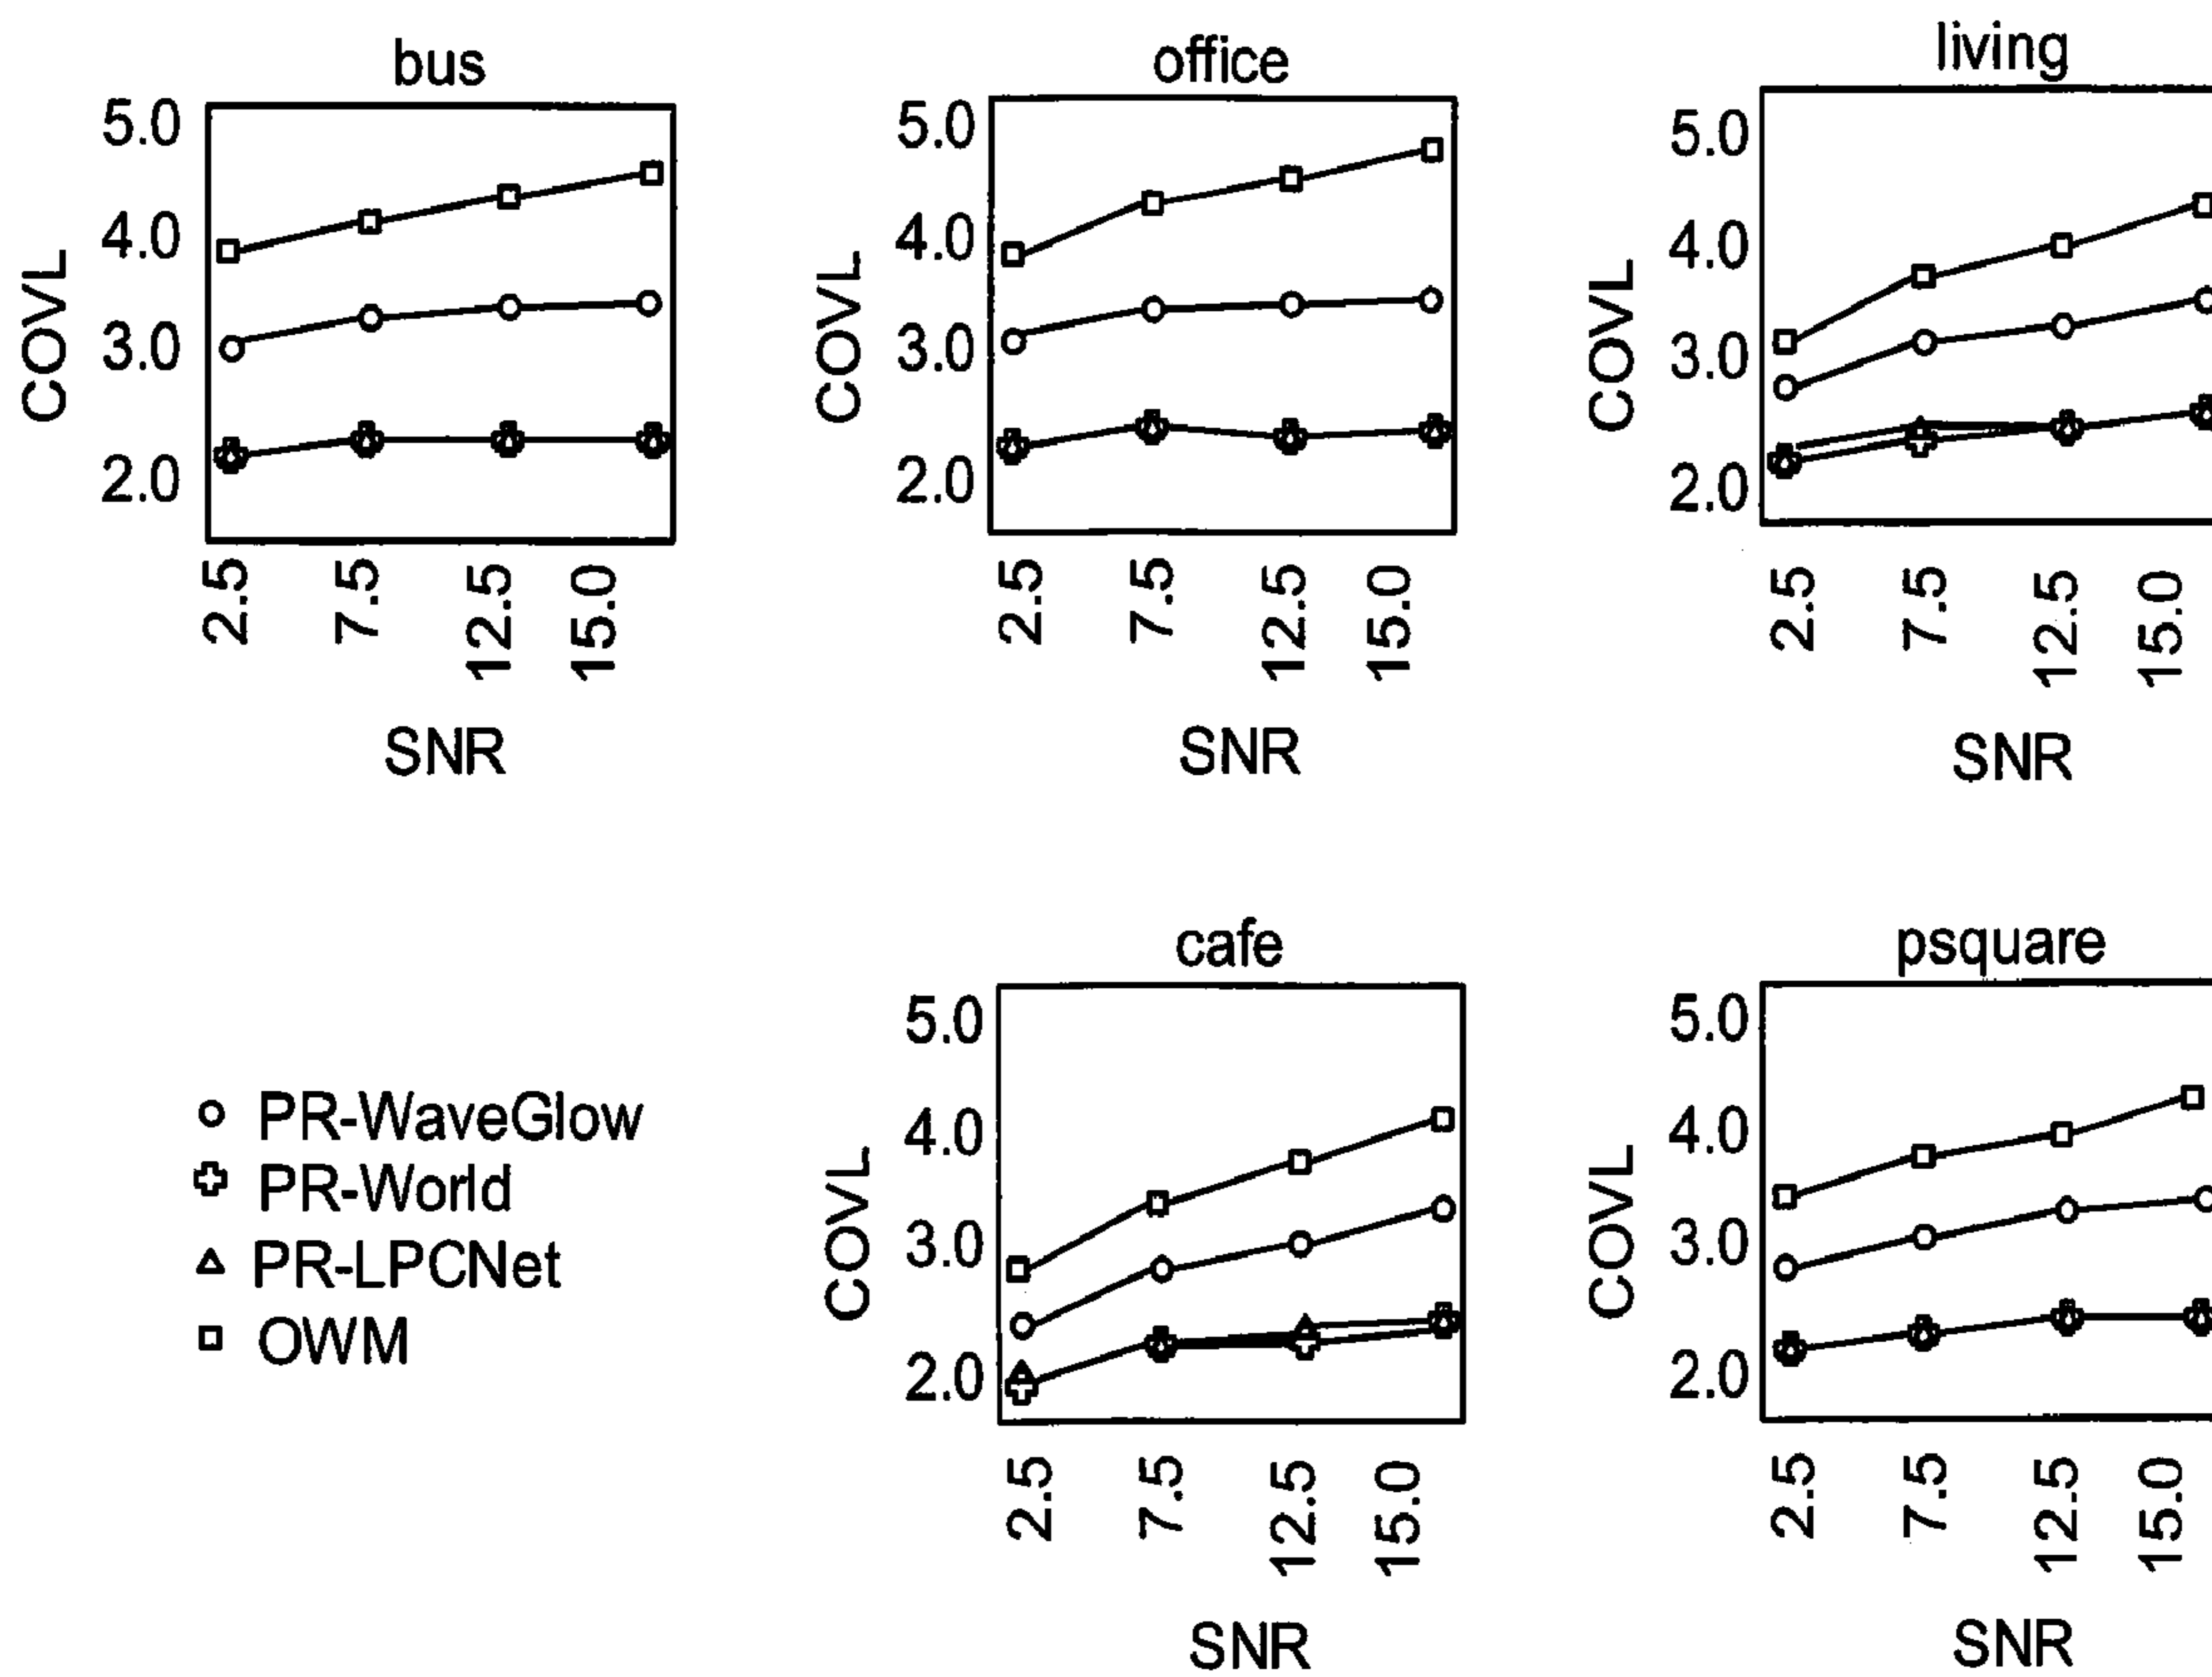 bus
5.0
4.0
3.0
2.0
COVL
2.5
7.5
12.5
15.0
SNR
office
5.0
4.0
3.0
2.0
COVL
2.5
7.5
12.5
15.0
SNR
living
5.0
4.0
3.0
2.0
COVL
2.5
7.5
12.5
15.0
SNR
PR-WaveGlow
PR-World
PR-LPCNet
OWM
cafe
5.0
4.0
3.0
2.0
COVL
2.5
7.5
12.5
15.0
SNR
psquare
5.0
4.0
3.0
2.0
COVL
2.5
7.5
12.5
15.0
SNR